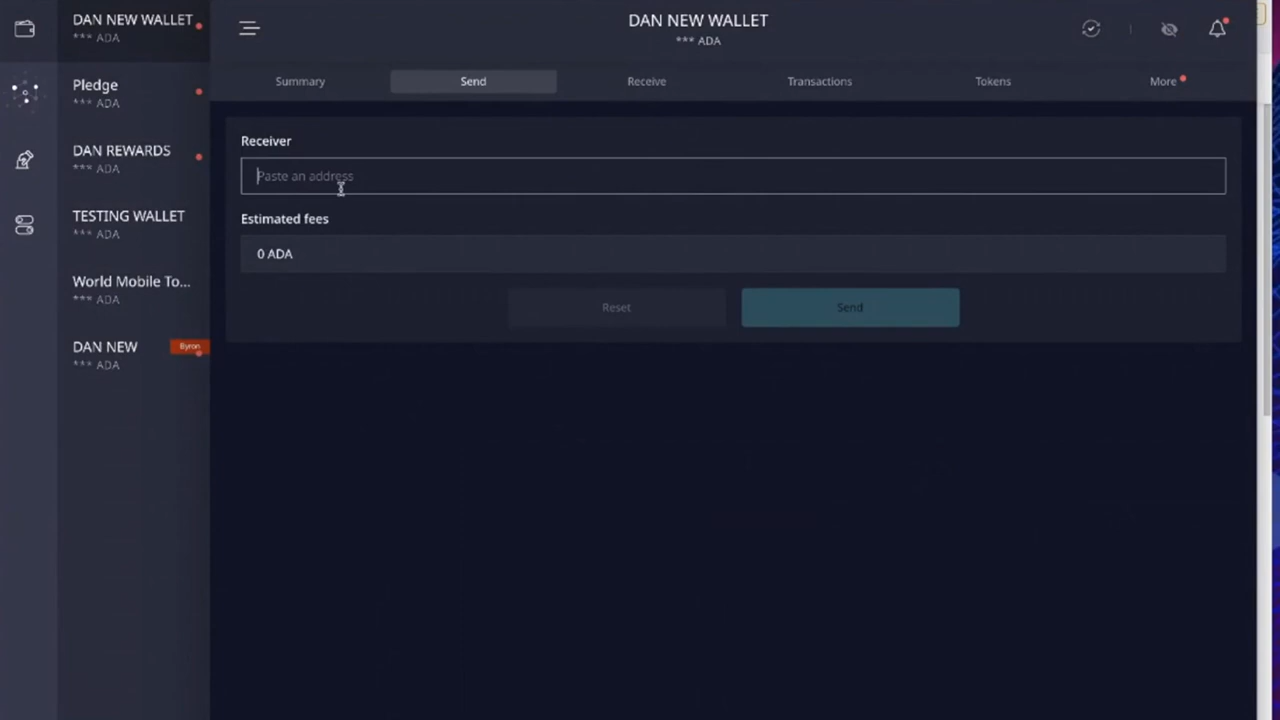 DAN NEW WALLET
*** ADA
Pledge
*** ADA
DAN REWARDS
*** ADA
TESTING WALLET
*** ADA
World Mobile To...
*** ADA
DAN NEW
Byron
*** ADA
DAN NEW WALLET
*** ADA
Summary
Send
Receive
Transactions
Tokens
More
Receiver
Paste an address
Estimated fees
0 ADA
Reset
Send